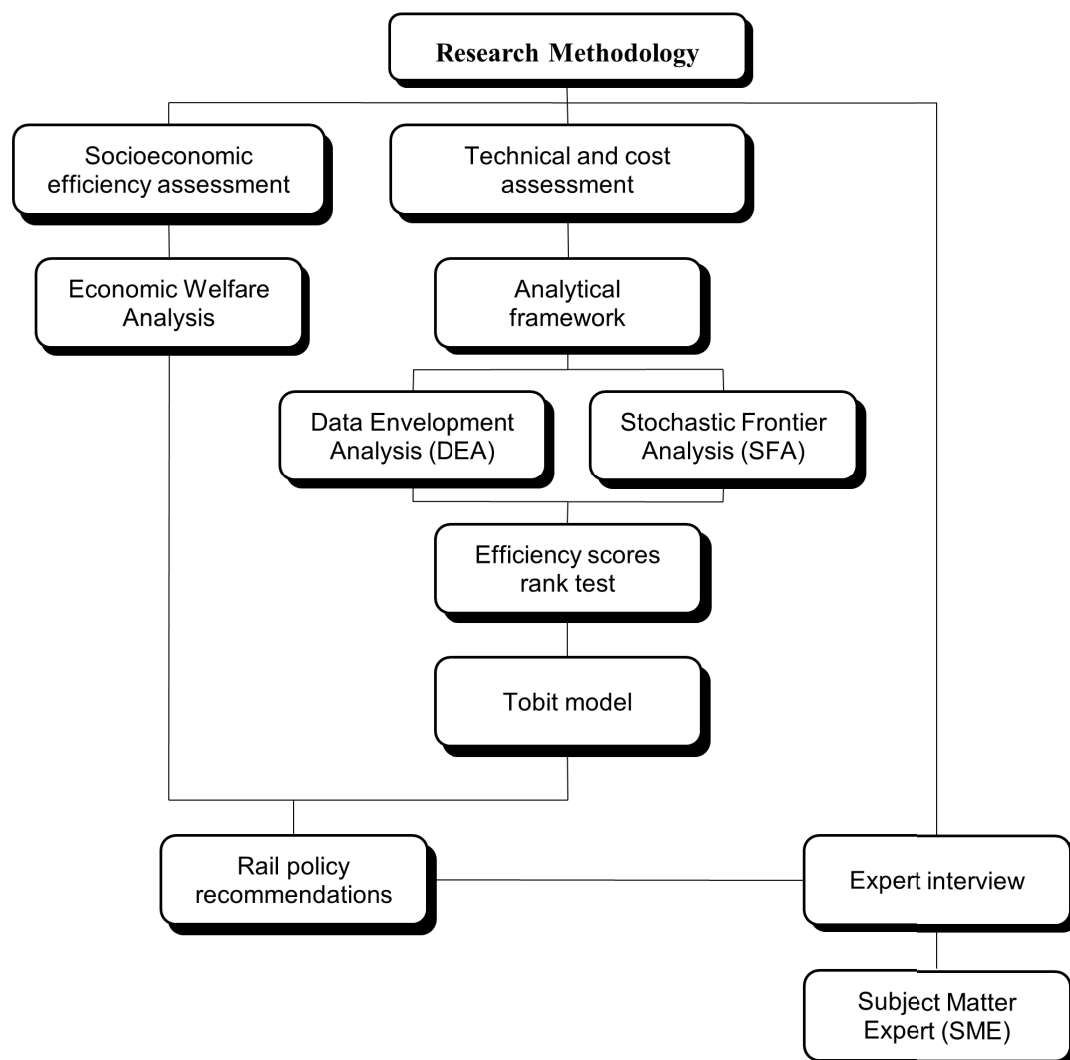 Research Methodology
Socioeconomic
efficiency assessment
Technical and cost
assessment
Economic Welfare
Analysis
Analytical
framework
Data Envelopment
Analysis (DEA)
Stochastic Frontier
Analysis (SFA)
Efficiency scores
rank test
Tobit model
Rail policy
recommendations
Expert interview
Subject Matter
Expert (SME)